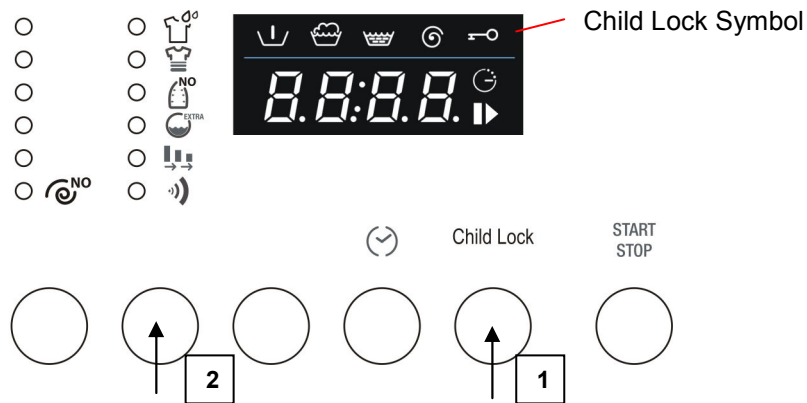 Child Lock Symbol
8.8:8.8.
NO
EXTRA
NO
Child Lock
START
STOP
2
1